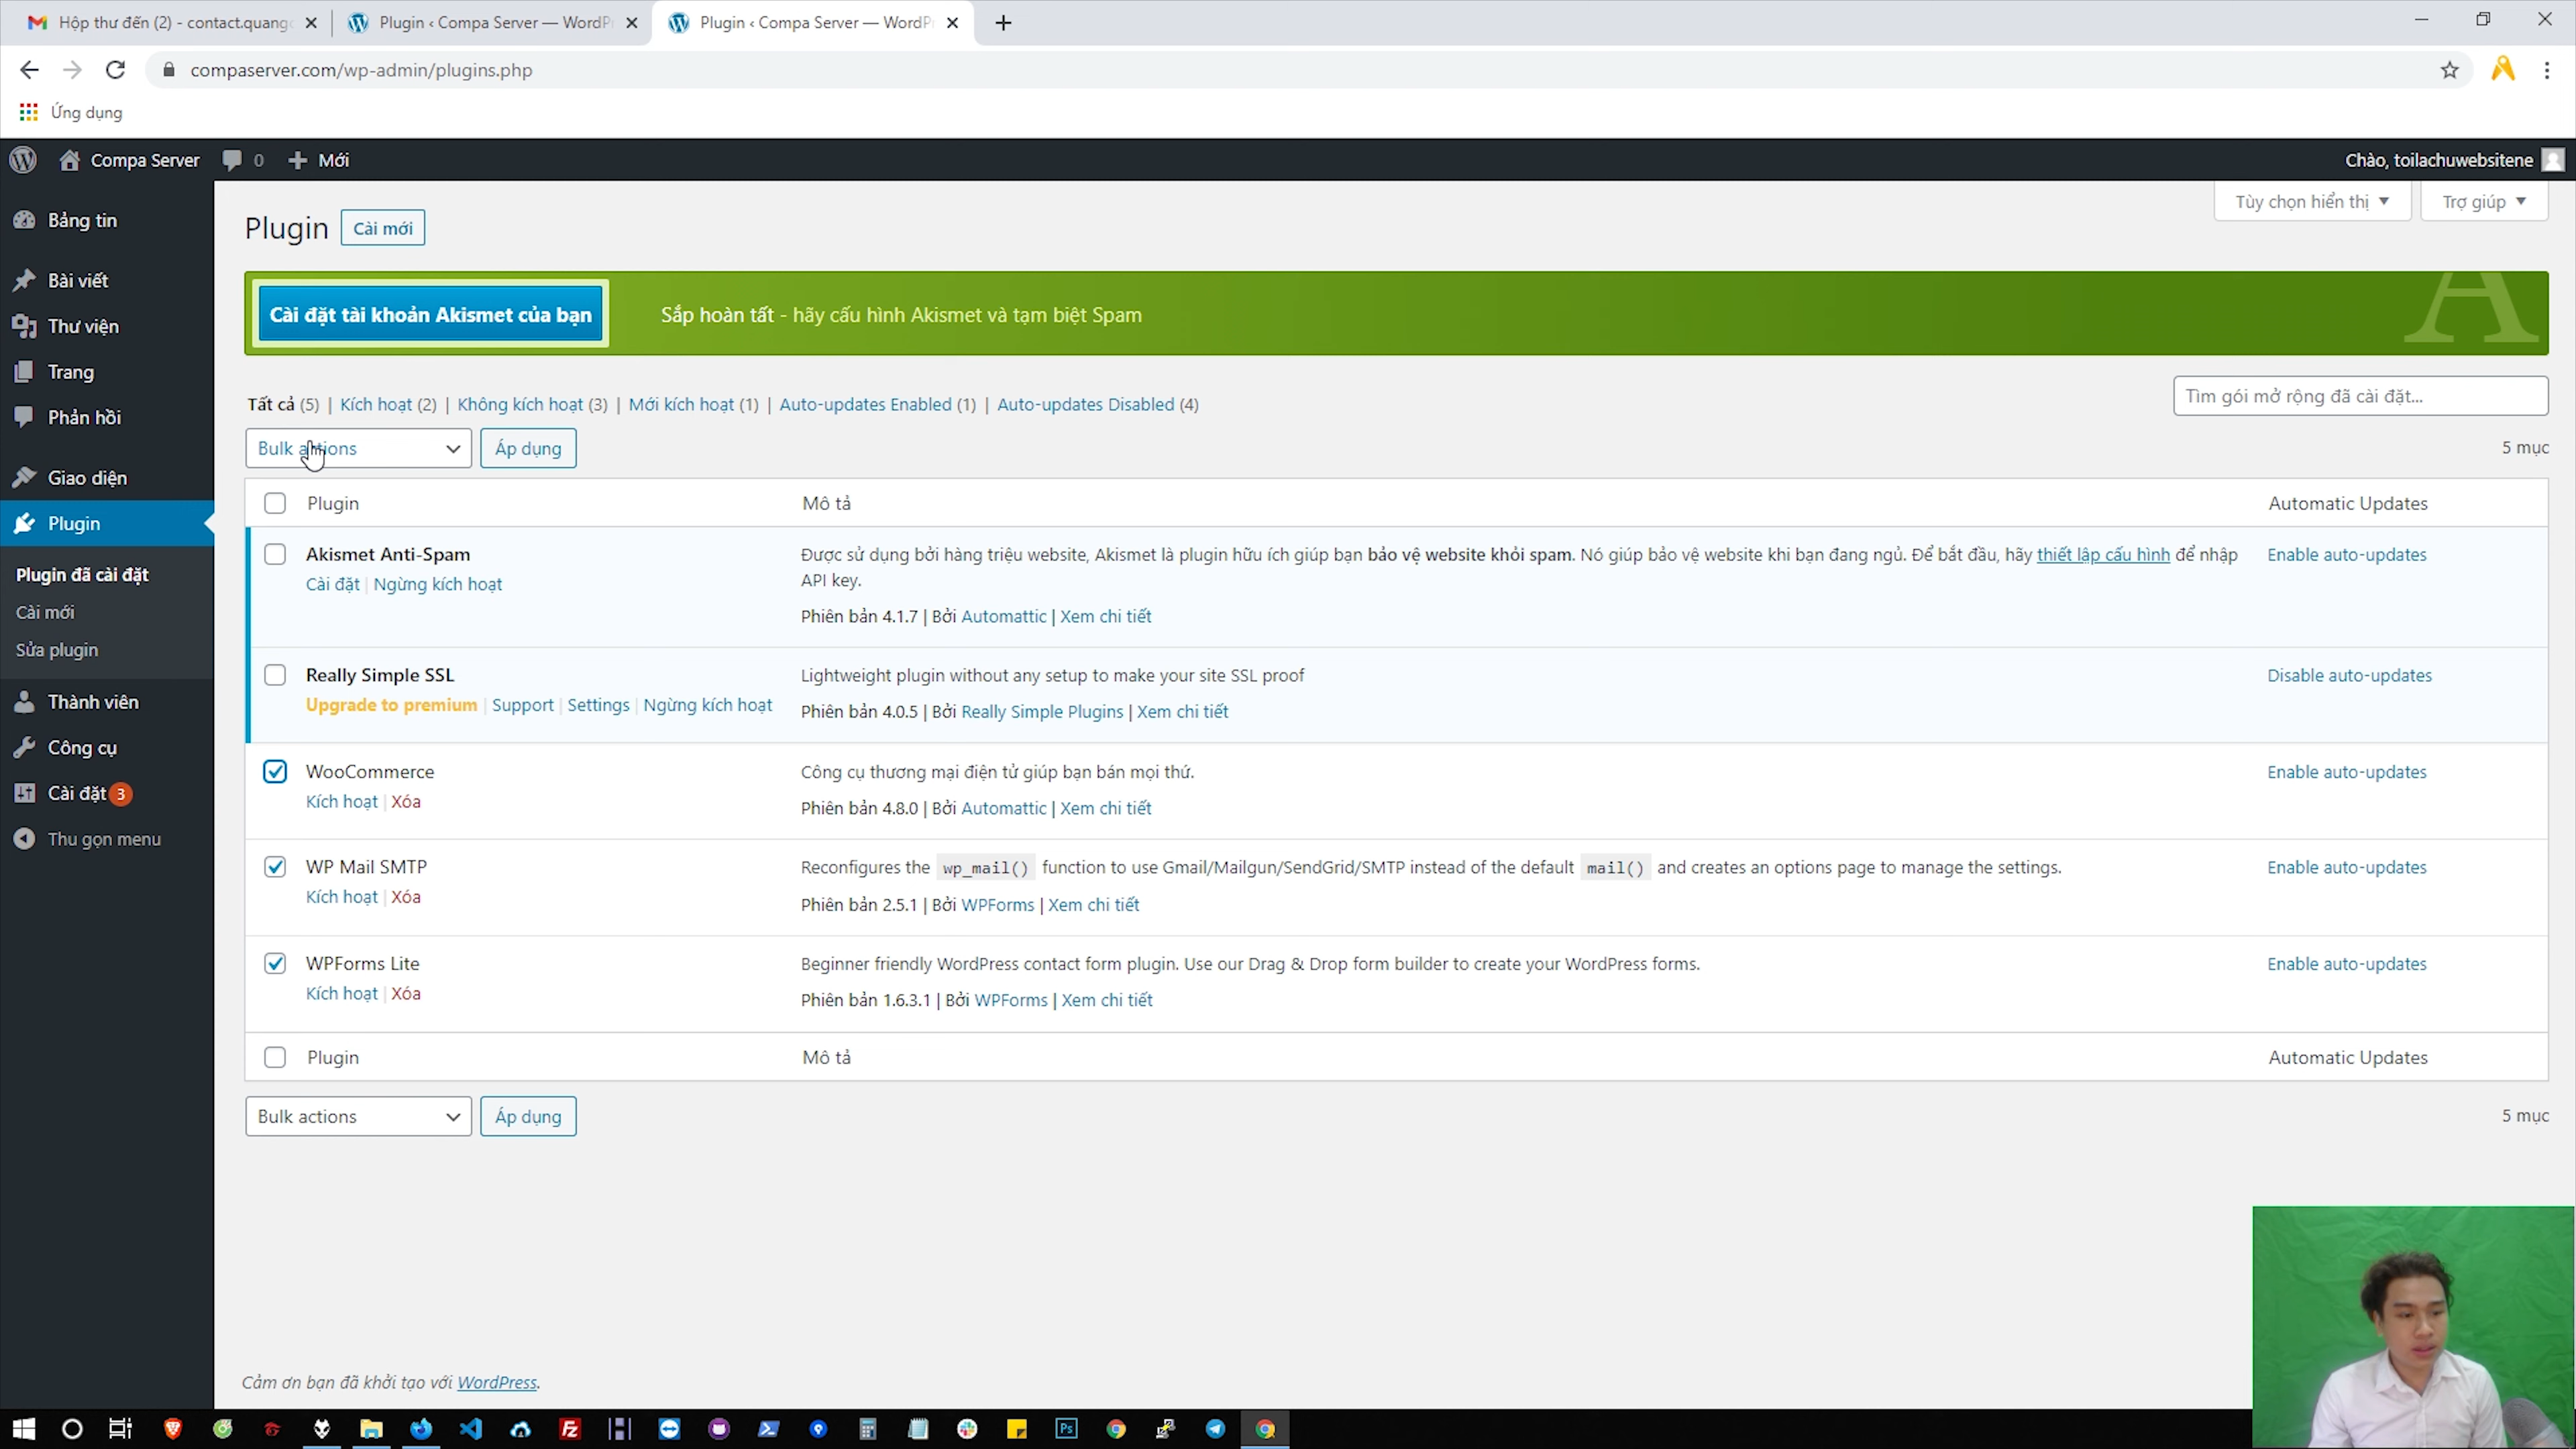 Hộp thư đến (2) - contact.quang
Plugin ‹ Compa Server — WordP
Plugin ‹ Compa Server — WordP
compaserver.com/wp-admin/plugins.php
Ứng dụng
Compa Server
0
Mới
Chào, toilachuwebsitene
Bảng tin
Bài viết
Thư viện
Trang
Phản hồi
Giao diện
Plugin
Plugin đã cài đặt
Cài mới
Sửa plugin
Thành viên
Công cụ
Cài đặt 3
Thu gọn menu
Tùy chọn hiển thị
Trợ giúp
Plugin
Cài mới
Cài đặt tài khoản Akismet của bạn
Sắp hoàn tất - hãy cấu hình Akismet và tạm biệt Spam
A
Tất cả (5) | Kích hoạt (2) | Không kích hoạt (3) | Mới kích hoạt (1) | Auto-updates Enabled (1) | Auto-updates Disabled (4)
Tìm gói mở rộng đã cài đặt...
Bulk actions
Áp dụng
5 mục
Plugin
Mô tả
Automatic Updates
Akismet Anti-Spam
Cài đặt | Ngừng kích hoạt
Được sử dụng bởi hàng triệu website, Akismet là plugin hữu ích giúp bạn bảo vệ website khỏi spam. Nó giúp bảo vệ website khi bạn đang ngủ. Để bắt đầu, hãy thiết lập cấu hình để nhập
API key.
Phiên bản 4.1.7 | Bởi Automattic | Xem chi tiết
Enable auto-updates
Really Simple SSL
Upgrade to premium | Support | Settings | Ngừng kích hoạt
Lightweight plugin without any setup to make your site SSL proof
Phiên bản 4.0.5 | Bởi Really Simple Plugins | Xem chi tiết
Disable auto-updates
WooCommerce
Kích hoạt | Xóa
Công cụ thương mại điện tử giúp bạn bán mọi thứ.
Phiên bản 4.8.0 | Bởi Automattic | Xem chi tiết
Enable auto-updates
WP Mail SMTP
Kích hoạt | Xóa
Reconfigures the wp_mail() function to use Gmail/Mailgun/SendGrid/SMTP instead of the default mail() and creates an options page to manage the settings.
Phiên bản 2.5.1 | Bởi WPForms | Xem chi tiết
Enable auto-updates
WPForms Lite
Kích hoạt | Xóa
Beginner friendly WordPress contact form plugin. Use our Drag & Drop form builder to create your WordPress forms.
Phiên bản 1.6.3.1 | Bởi WPForms | Xem chi tiết
Enable auto-updates
Plugin
Mô tả
Automatic Updates
Bulk actions
Áp dụng
5 mục
Cảm ơn bạn đã khởi tạo với WordPress.
Fz
Ps